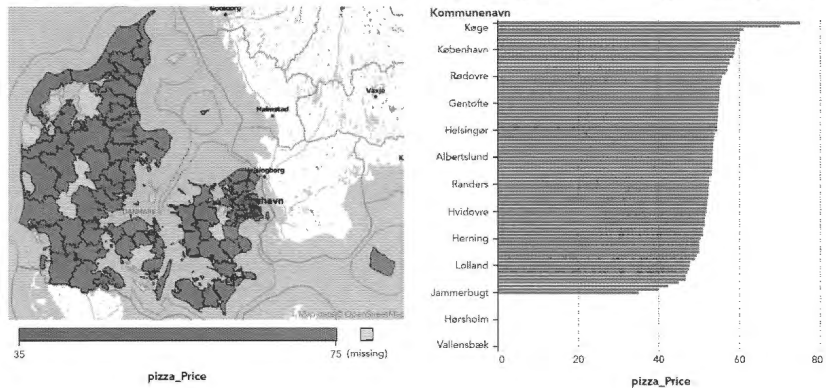 Göteborg
Växjö
Halmstad
Helsingborg
35
75
(missing)
pizza_Price
Kommunenavn
Køge
København
Rødovre
Gentofte
Helsingør
Albertslund
Randers
Hvidovre
Herning
Lolland
Jammerbugt
Hørsholm
Vallensbæk
0
20
40
60
80
pizza_Price